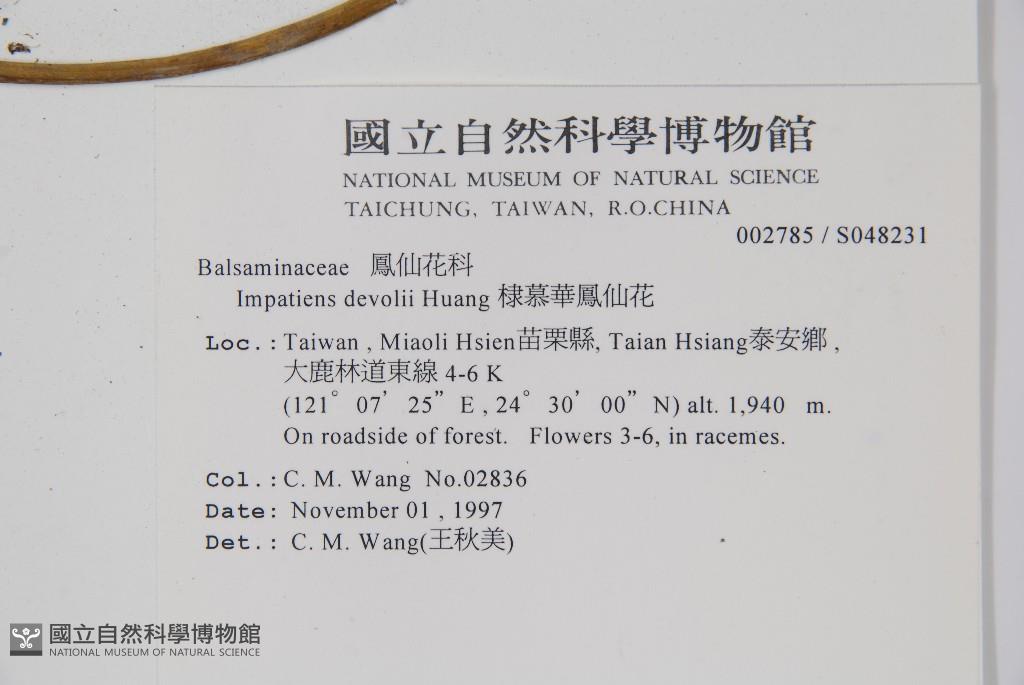 國立自然科學博物館
NATIONAL MUSEUM OF NATURAL SCIENCE
TAICHUNG, TAIWAN, R.O.CHINA
002785 / S048231
Balsaminaceae 鳳仙花科
Impatiens devolii Huang 棣慕華鳳仙花
Loc.: Taiwan , Miaoli Hsien苗栗縣, Taian Hsiang泰安鄉 ,
大鹿林道東線 4-6 K
(121° 07’ 25” E , 24° 30’ 00” N) alt. 1,940 m.
On roadside of forest. Flowers 3-6, in racemes.
Col.: C. M. Wang No.02836
Date: November 01 , 1997
Det.: C. M. Wang(王秋美)
國立自然科學博物館
NATIONAL MUSEUM OF NATURAL SCIENCE